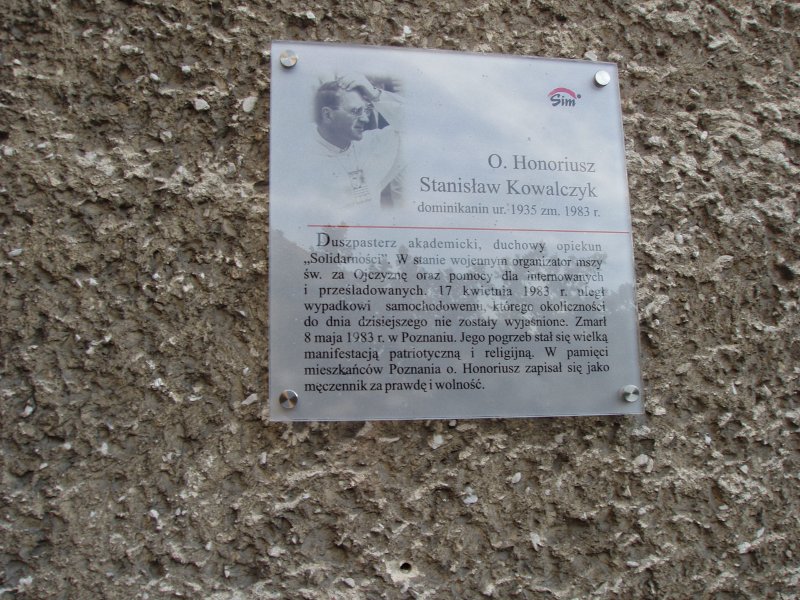 Sim
O. Honoriusz
Stanisław Kowalczyk
dominikanin ur. 1935 zm. 1983 r.
Duszpasterz akademicki, duchowy opiekun
„Solidarności”. W stanie wojennym organizator mszy
św. za Ojczyznę oraz pomocy dla internowanych
i prześladowanych. 17 kwietnia 1983 r. uległ
wypadkowi samochodowemu, którego okoliczności
do dnia dzisiejszego nie zostały wyjaśnione. Zmarł
8 maja 1983 r. w Poznaniu. Jego pogrzeb stał się wielką
manifestacją patriotyczną i religijną. W pamięci
mieszkańców Poznania o. Honoriusz zapisał się jako
męczennik za prawdę i wolność.